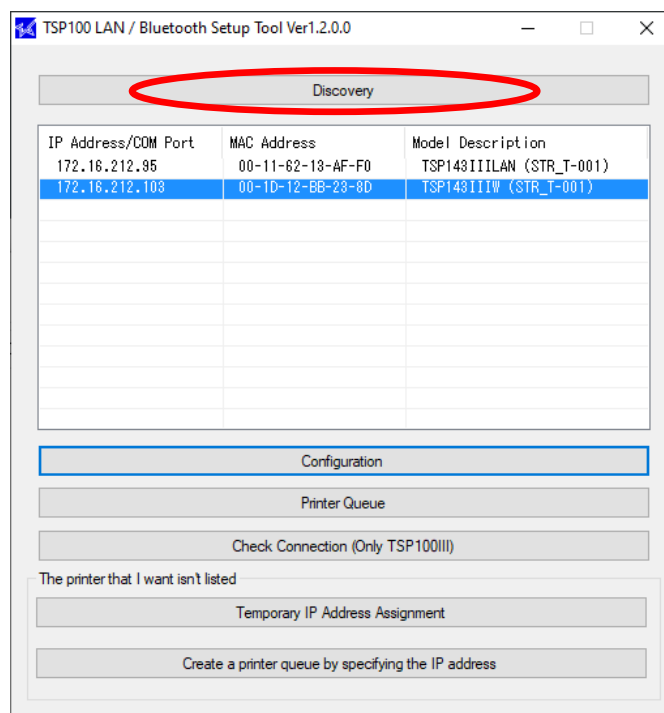 TSP100 LAN / Bluetooth Setup Tool Ver1.2.0.0
Discovery
IP Address/COM Port MAC Address Model Description
172.16.212.95 00-11-62-13-AF-F0 TSP143IIILAN (STR_T-001)
172.16.212.103 00-1D-12-BB-23-8D TSP143IIIW (STR_T-001)
Configuration
Printer Queue
Check Connection (Only TSP100III)
The printer that I want isn't listed
Temporary IP Address Assignment
Create a printer queue by specifying the IP address